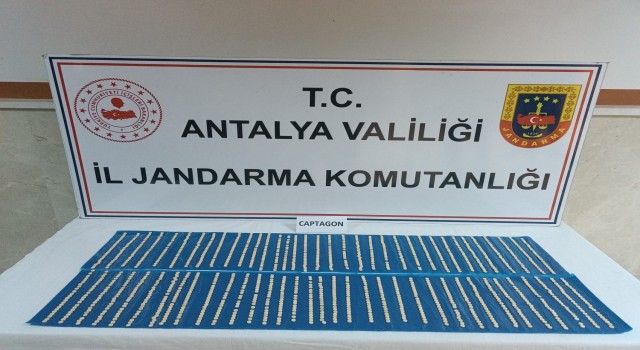 T.C.
ANTALYA VALİLİĞİ
İL JANDARMA KOMUTANLIĞI
JANDARMA
CAPTAGON